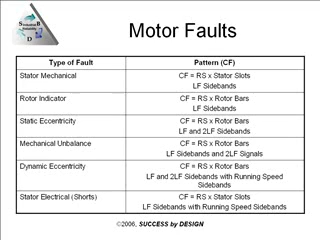 Motor Faults
S B
D
Type of Fault Pattern (CF)
Stator Mechanical CF = RS x Stator Slots
LF Sidebands
Rotor Indicator CF = RS x Rotor Bars
LF Sidebands
Static Eccentricity CF = RS x Rotor Bars
LF and 2LF Sidebands
Mechanical Unbalance CF = RS x Rotor Bars
LF Sidebands and 2LF Signals
Dynamic Eccentricity CF = RS x Rotor Bars
LF and 2LF Sidebands with Running Speed
Sidebands
Stator Electrical (Shorts) CF = RS x Stator Slots
LF Sidebands with Running Speed Sidebands
©2006, SUCCESS by DESIGN